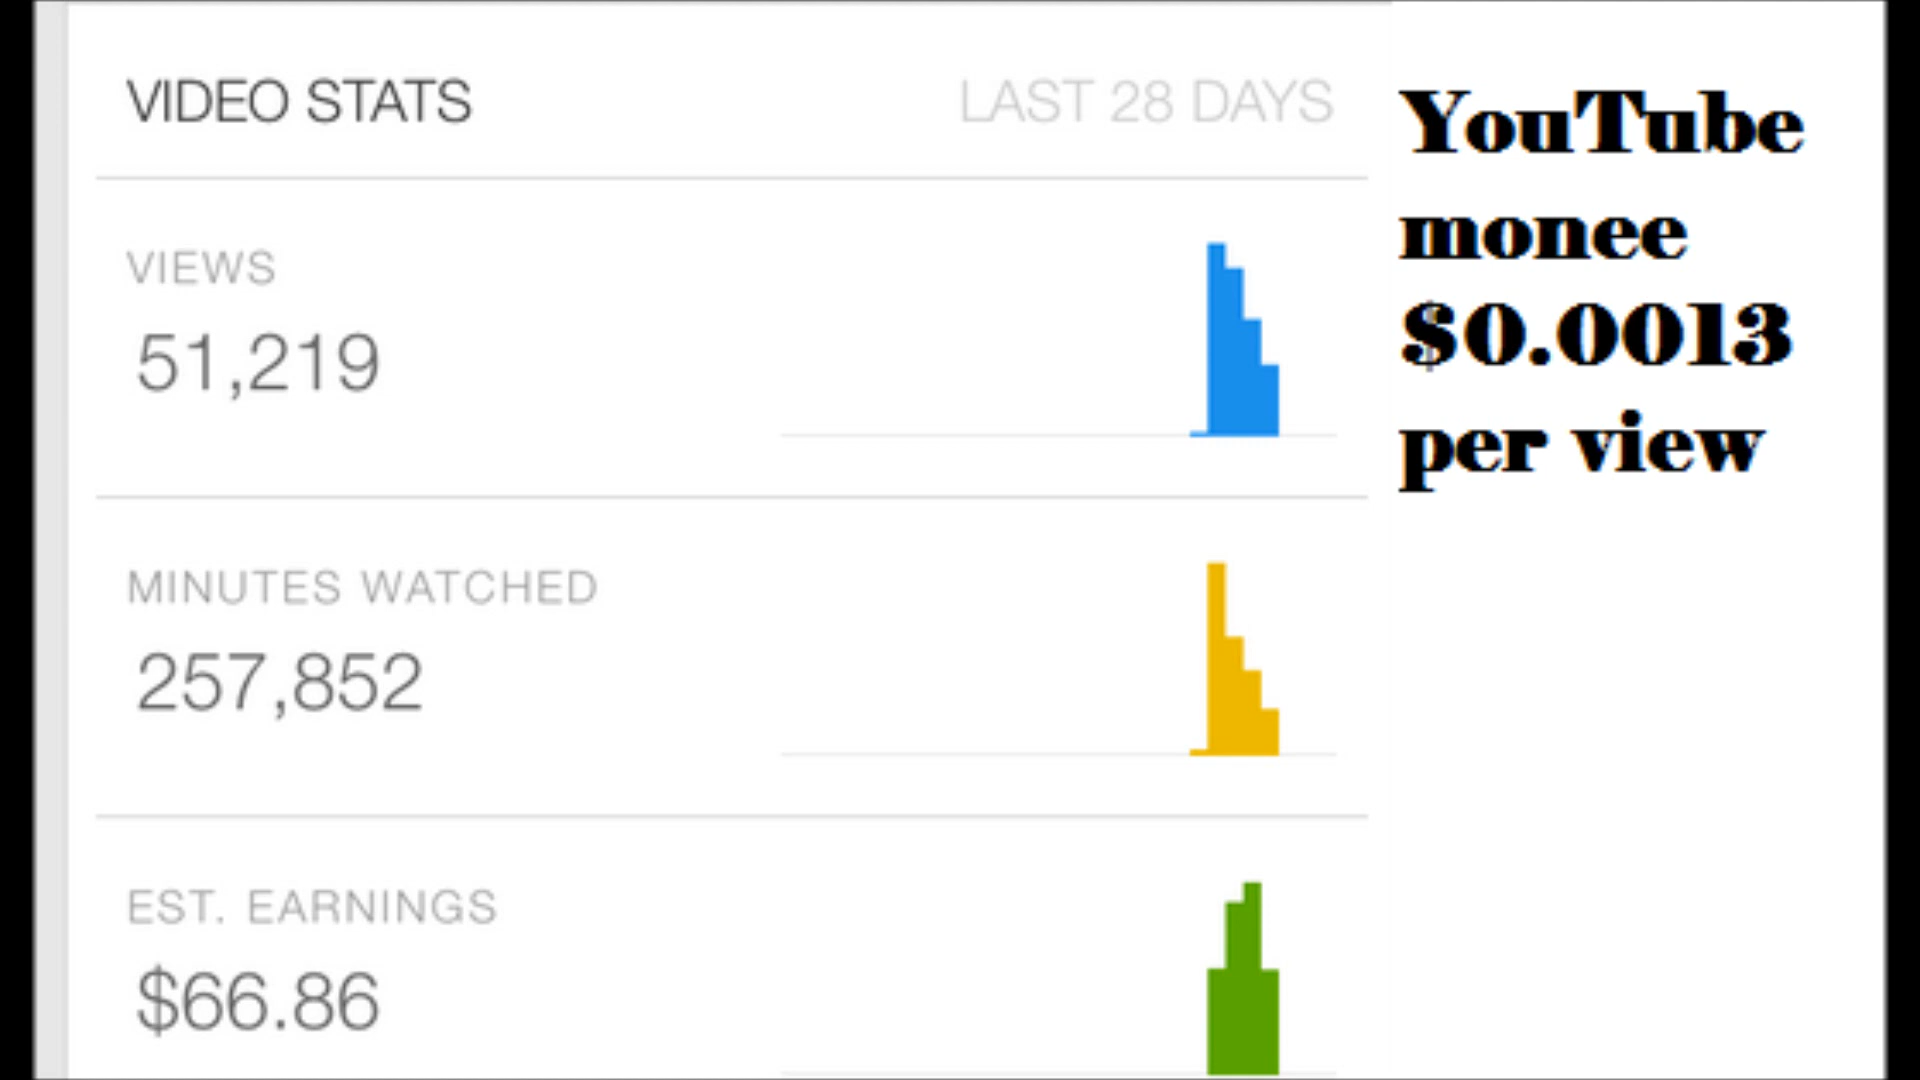 VIDEO STATS LAST 28 DAYS
VIEWS
51,219
MINUTES WATCHED
257,852
EST. EARNINGS
$66.86
YouTube
monee
$0.0013
per view